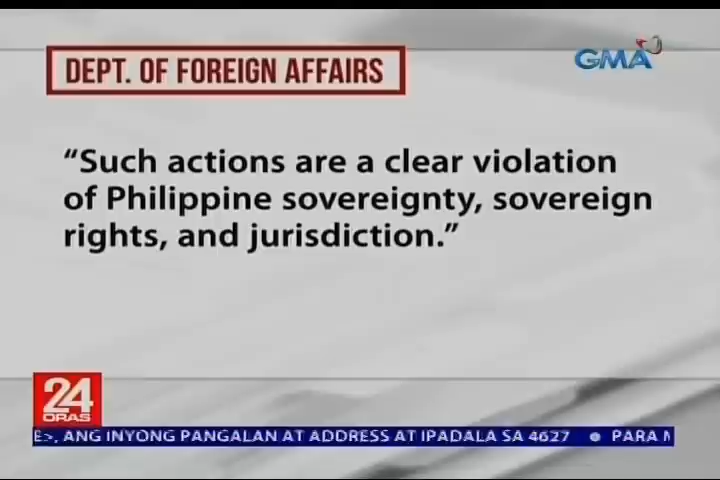 DEPT. OF FOREIGN AFFAIRS
GMA
“Such actions are a clear violation
of Philippine sovereignty, sovereign
rights, and jurisdiction.”
24
ORAS
E>, ANG INYONG PANGALAN AT ADDRESS AT IPADALA SA 4627 ● PARA